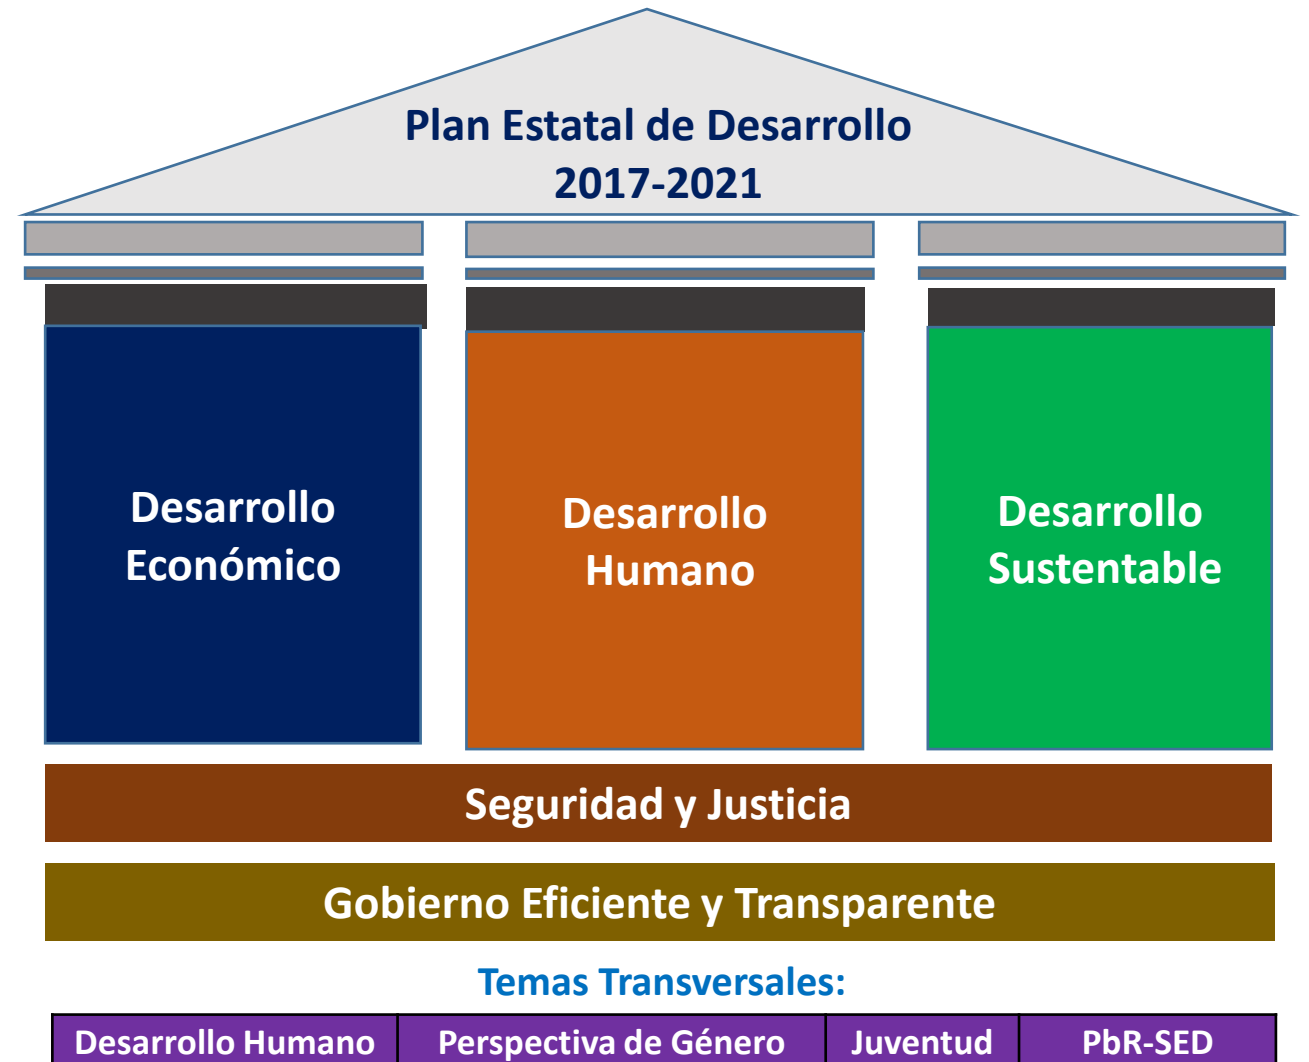 Plan Estatal de Desarrollo
2017-2021
Desarrollo
Económico
Desarrollo
Humano
Desarrollo
Sustentable
Seguridad y Justicia
Gobierno Eficiente y Transparente
Temas Transversales:
Desarrollo Humano
Perspectiva de Género
Juventud
PbR-SED